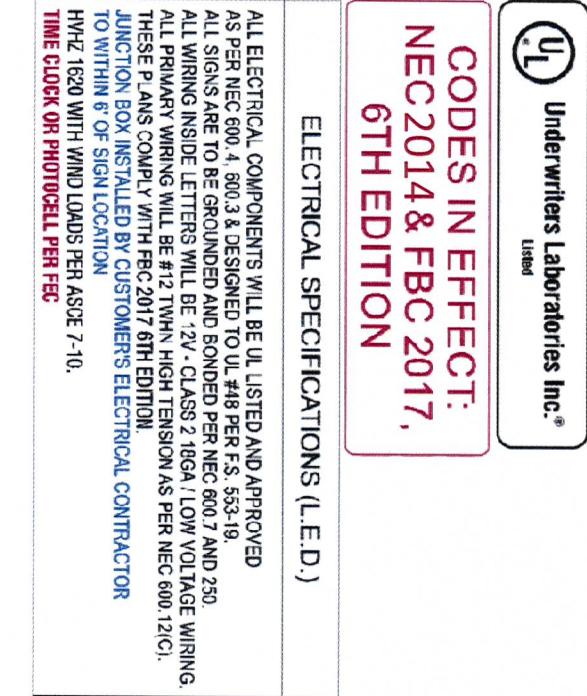 UL
®
Underwriters Laboratories Inc.®
Listed
CODES IN EFFECT:
NEC 2014 & FBC 2017,
6TH EDITION
ELECTRICAL SPECIFICATIONS (L.E.D.)
ALL ELECTRICAL COMPONENTS WILL BE UL LISTED AND APPROVED
AS PER NEC 600.4, 600.3 & DESIGNED TO UL #48 PER F.S. 553-19.
ALL SIGNS ARE TO BE GROUNDED AND BONDED PER NEC 600.7 AND 250.
ALL WIRING INSIDE LETTERS WILL BE 12V - CLASS 2 18GA / LOW VOLTAGE WIRING.
ALL PRIMARY WIRING WILL BE #12 TWHN HIGH TENSION AS PER NEC 600.12(C).
THESE PLANS COMPLY WITH FBC 2017 6TH EDITION.
JUNCTION BOX INSTALLED BY CUSTOMER'S ELECTRICAL CONTRACTOR
TO WITHIN 6' OF SIGN LOCATION
HVHZ 1620 WITH WIND LOADS PER ASCE 7-10.
TIME CLOCK OR PHOTOCELL PER FEC